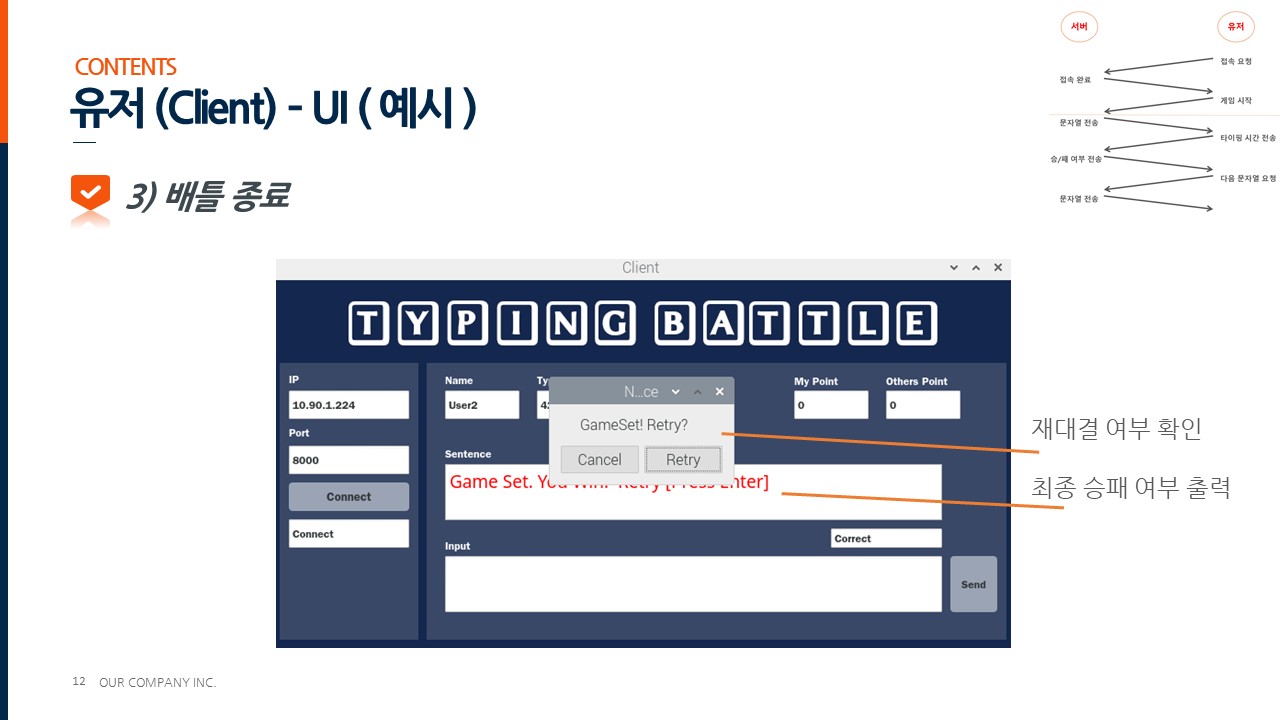 CONTENTS
유저 (Client) - UI ( 예시 )
3) 배틀 종료
서버
유저
접속 요청
접속 완료
게임 시작
문자열 전송
타이핑 시간 전송
승/패 여부 전송
다음 문자열 요청
문자열 전송
Client
TYPING BATTLE
IP
10.90.1.224
Port
8000
Connect
Connect
Name
User2
My Point
0
Others Point
0
N...ce
GameSet! Retry?
Cancel
Retry
Sentence
Game Set. You Win! Retry [Press Enter]
Correct
Input
Send
재대결 여부 확인
최종 승패 여부 출력
12 OUR COMPANY INC.